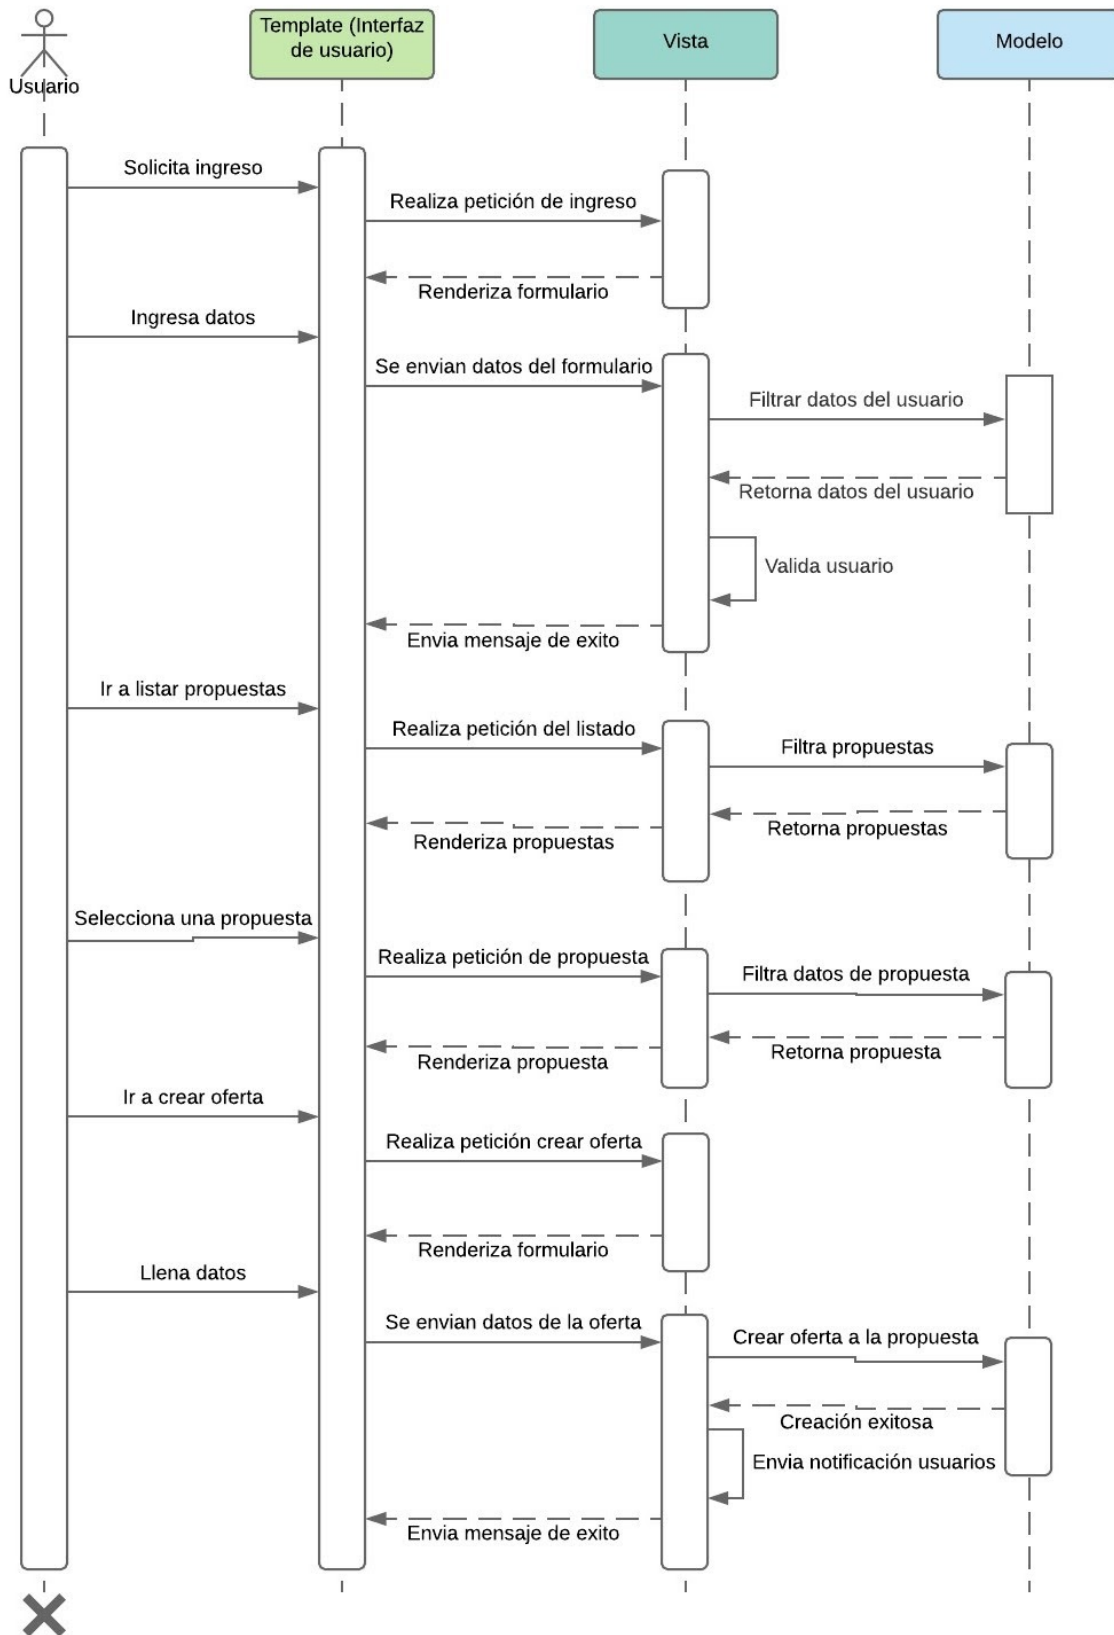 Template (Interfaz
de usuario)
Vista
Modelo
Usuario
Solicita ingreso
Realiza petición de ingreso
Renderiza formulario
Ingresa datos
Se envian datos del formulario
Filtrar datos del usuario
Retorna datos del usuario
Valida usuario
Envia mensaje de exito
Ir a listar propuestas
Realiza petición del listado
Filtra propuestas
Retorna propuestas
Renderiza propuestas
Selecciona una propuesta
Realiza petición de propuesta
Filtra datos de propuesta
Retorna propuesta
Renderiza propuesta
Ir a crear oferta
Realiza petición crear oferta
Renderiza formulario
Llena datos
Se envian datos de la oferta
Crear oferta a la propuesta
Creación exitosa
Envia notificación usuarios
Envia mensaje de exito